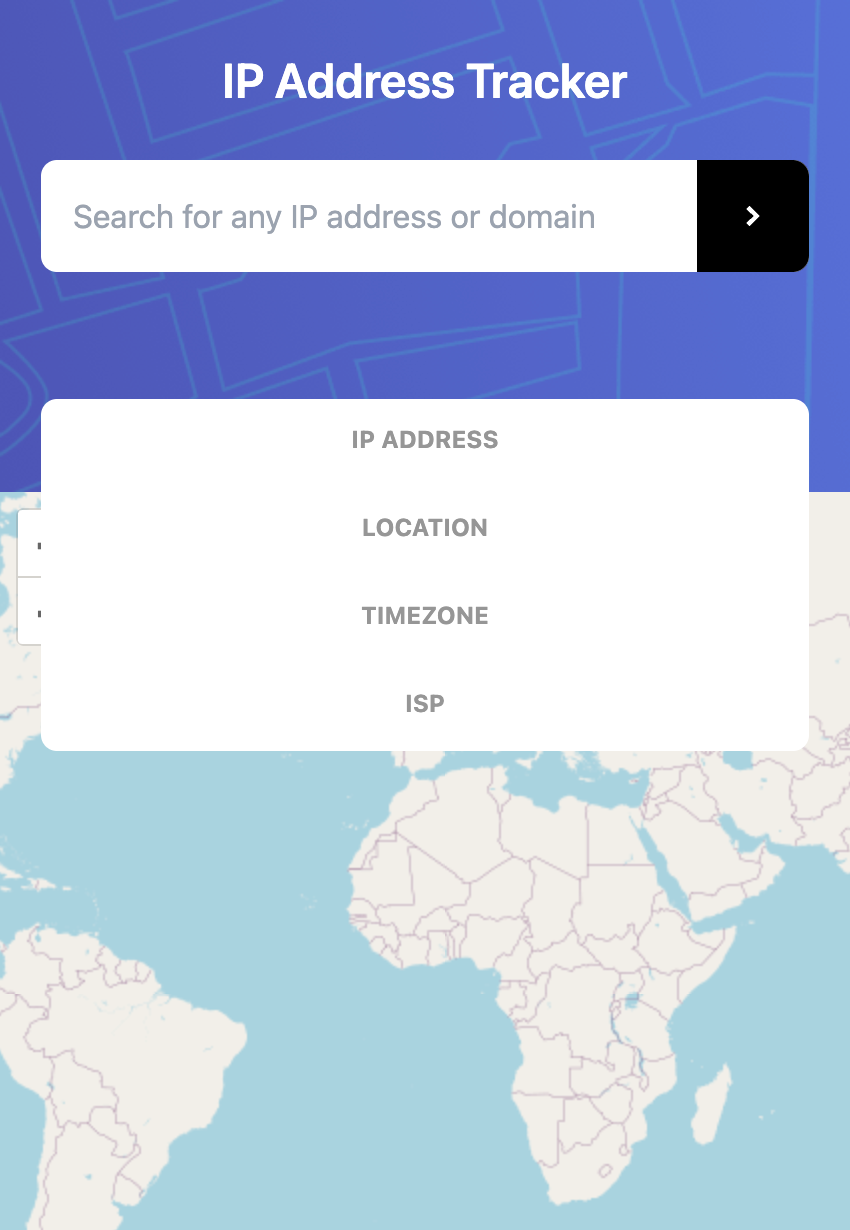 IP Address Tracker
Search for any IP address or domain
IP ADDRESS
LOCATION
TIMEZONE
ISP